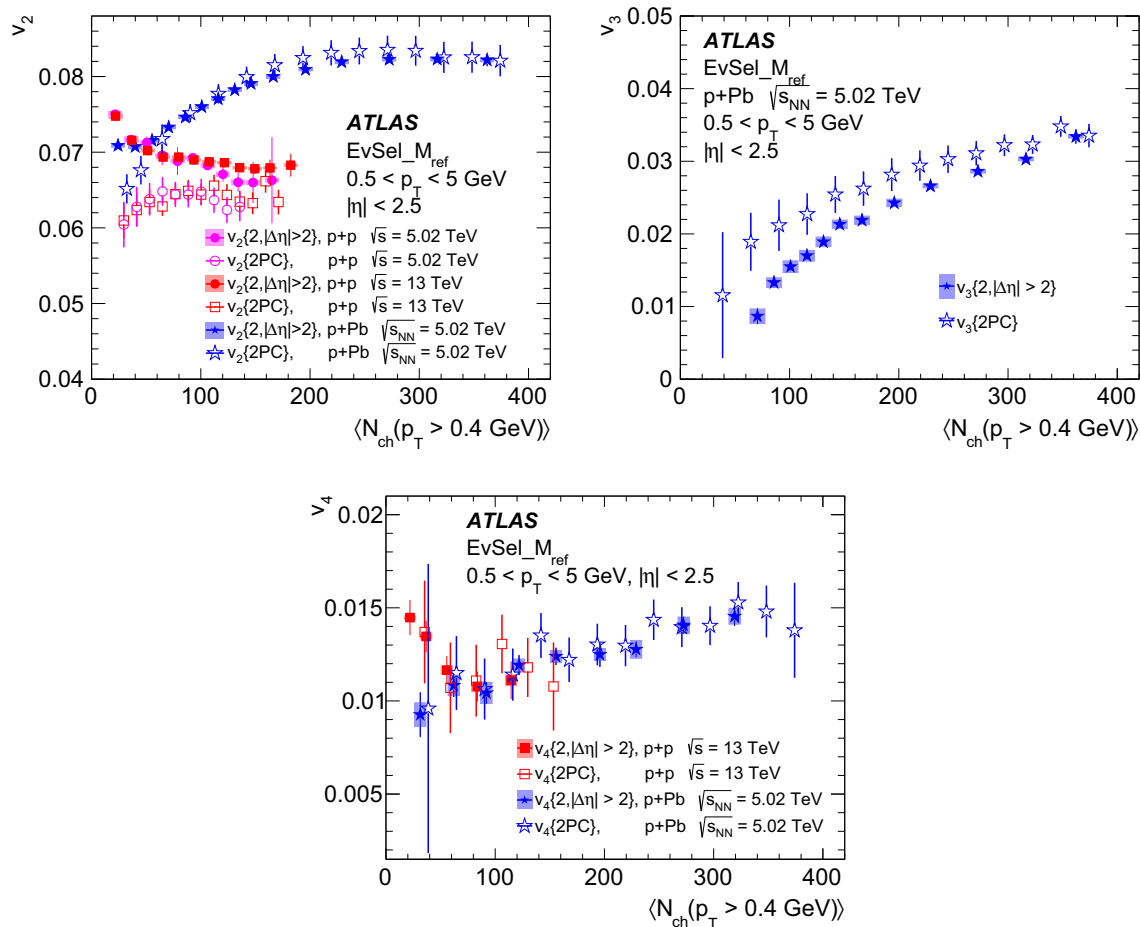 v2
0.08
0.07
0.06
0.05
0.04
0 100 200 300 400
⟨Nch(pT > 0.4 GeV)⟩
ATLAS
EvSel_Mref
0.5 < pT < 5 GeV
|η| < 2.5
v2{2,|Δη|>2}, p+p √s = 5.02 TeV
v2{2PC}, p+p √s = 5.02 TeV
v2{2,|Δη|>2}, p+p √s = 13 TeV
v2{2PC}, p+p √s = 13 TeV
v2{2,|Δη|>2}, p+Pb √sNN = 5.02 TeV
v2{2PC}, p+Pb √sNN = 5.02 TeV
v3
0.05
0.04
0.03
0.02
0.01
0
0 100 200 300 400
⟨Nch(pT > 0.4 GeV)⟩
ATLAS
EvSel_Mref
p+Pb √sNN = 5.02 TeV
0.5 < pT < 5 GeV
|η| < 2.5
v3{2,|Δη| > 2}
v3{2PC}
v4
0.02
0.015
0.01
0.005
0 100 200 300 400
⟨Nch(pT > 0.4 GeV)⟩
ATLAS
EvSel_Mref
0.5 < pT < 5 GeV, |η| < 2.5
v4{2,|Δη| > 2}, p+p √s = 13 TeV
v4{2PC}, p+p √s = 13 TeV
v4{2,|Δη| > 2}, p+Pb √sNN = 5.02 TeV
v4{2PC}, p+Pb √sNN = 5.02 TeV